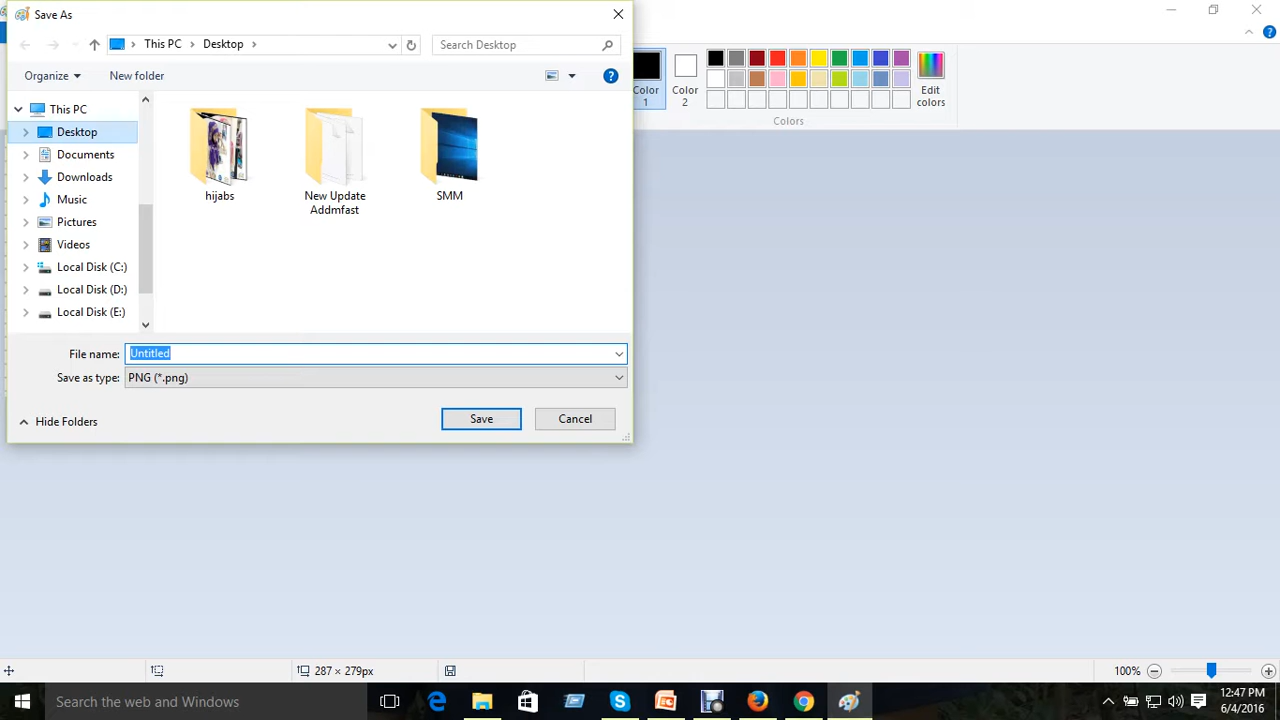 Save As
This PC
Desktop
Search Desktop
Organize
New folder
This PC
Desktop
Documents
Downloads
Music
Pictures
Videos
Local Disk (C:)
Local Disk (D:)
Local Disk (E:)
hijabs
New Update
Addmfast
SMM
File name:
Untitled
Save as type:
PNG (*.png)
Hide Folders
Save
Cancel
Color
1
Color
2
Edit
colors
Colors
287 × 279px
100%
Search the web and Windows
12:47 PM
6/4/2016